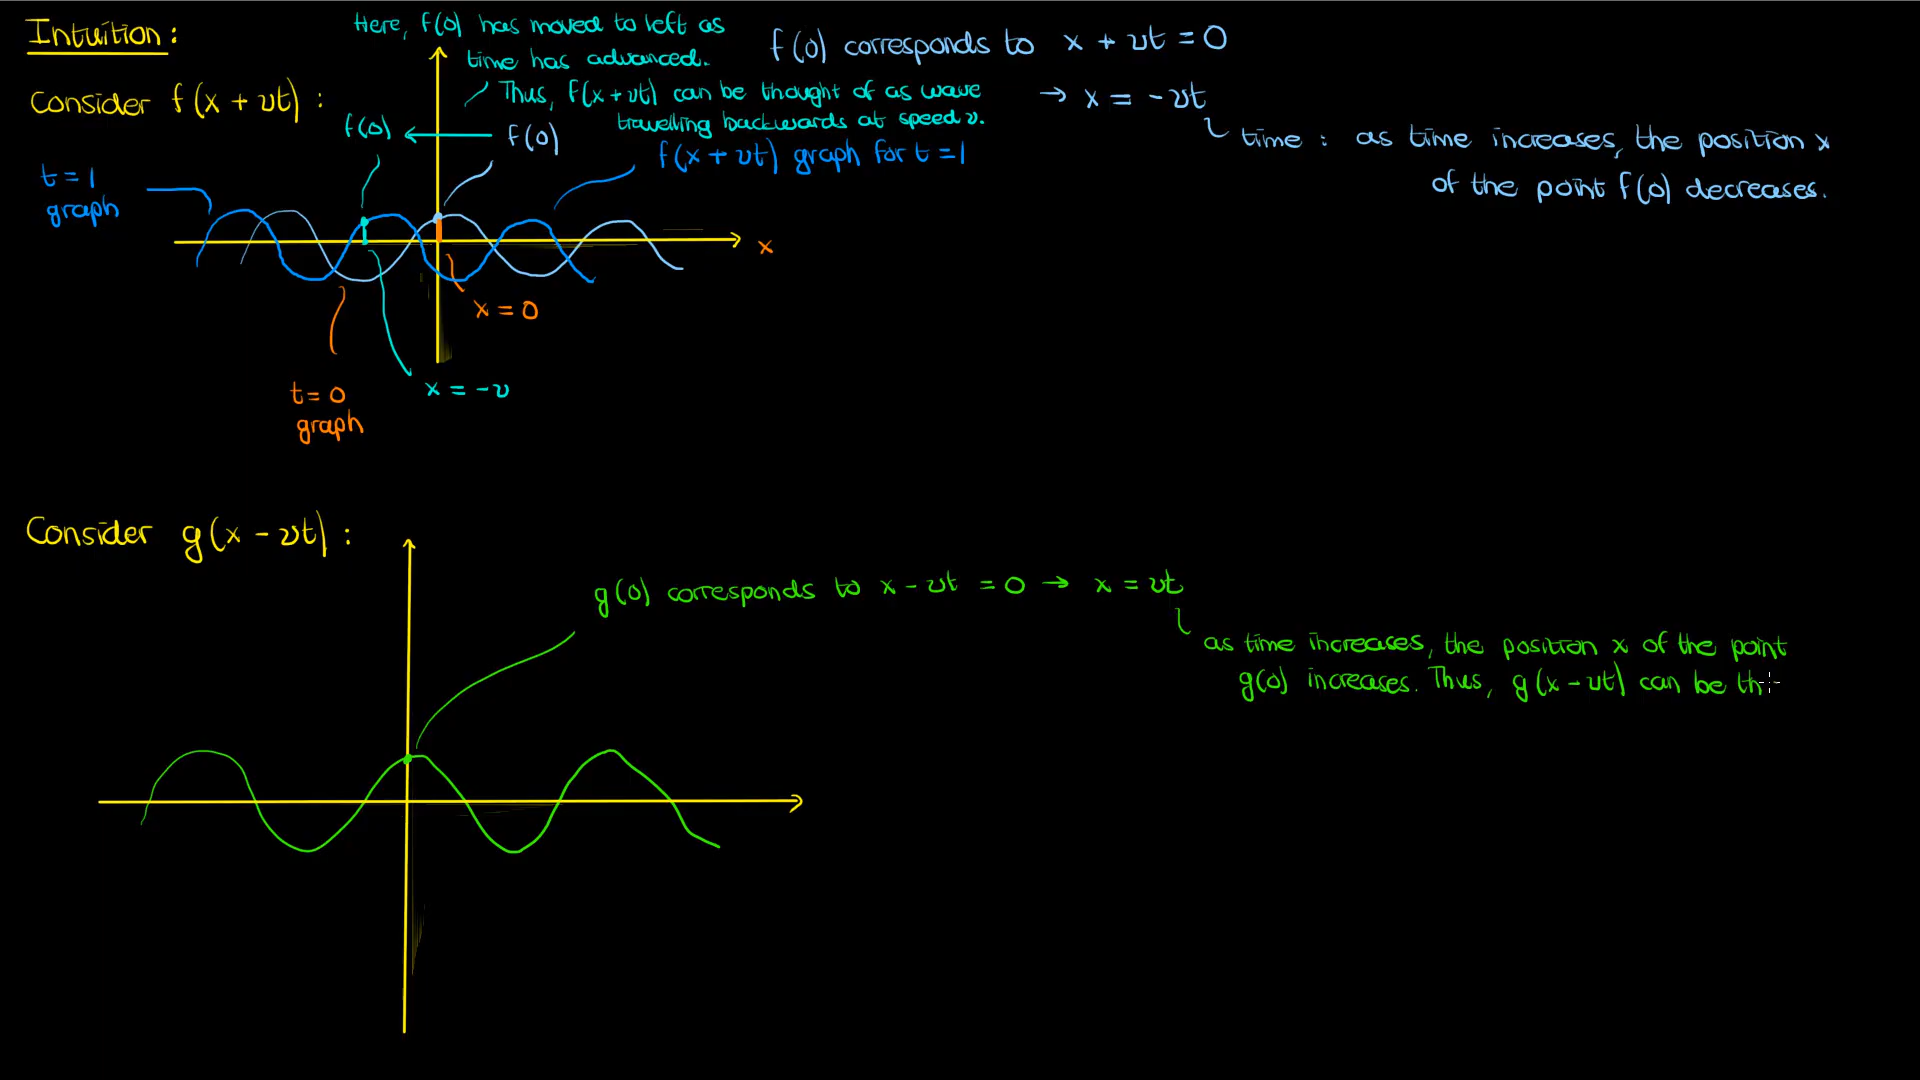 Intuition:
Consider f(x + vt) :
Here, f(0) has moved to left as
time has advanced.
Thus, f(x + vt) can be thought of as wave
travelling backwards at speed v.
f(0) corresponds to x + vt = 0
→ x = -vt
time : as time increases, the position x
of the point f(0) decreases.
f(0)
f(0)
f(x + vt) graph for t = 1
t = 1
graph
x
x = 0
x = -v
t = 0
graph
Consider g(x - vt) :
g(0) corresponds to x - vt = 0 → x = vt
as time increases, the position x of the point
g(0) increases. Thus, g(x - vt) can be th